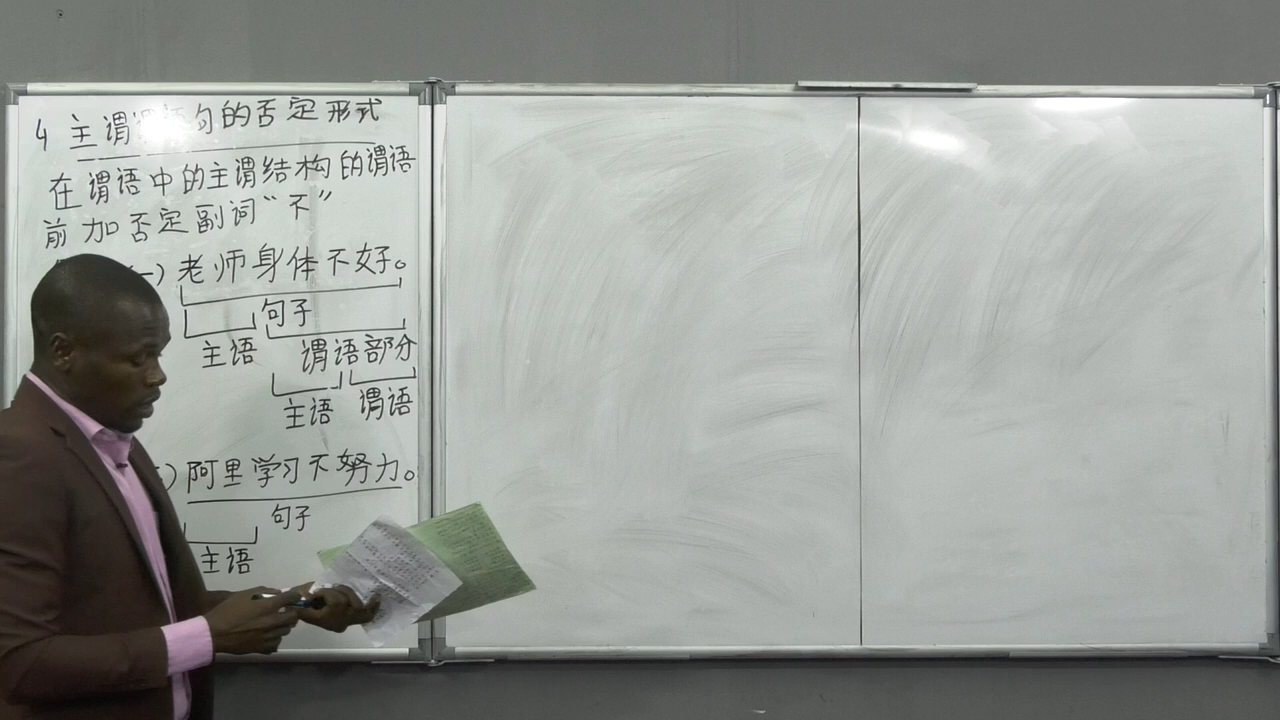 4 主谓谓语句的否定形式
在谓语中的主谓结构的谓语
前加否定副词“不”
一) 老师身体不好。
句子
主语 谓语部分
主语 谓语
) 阿里学习不努力。
句子
主语